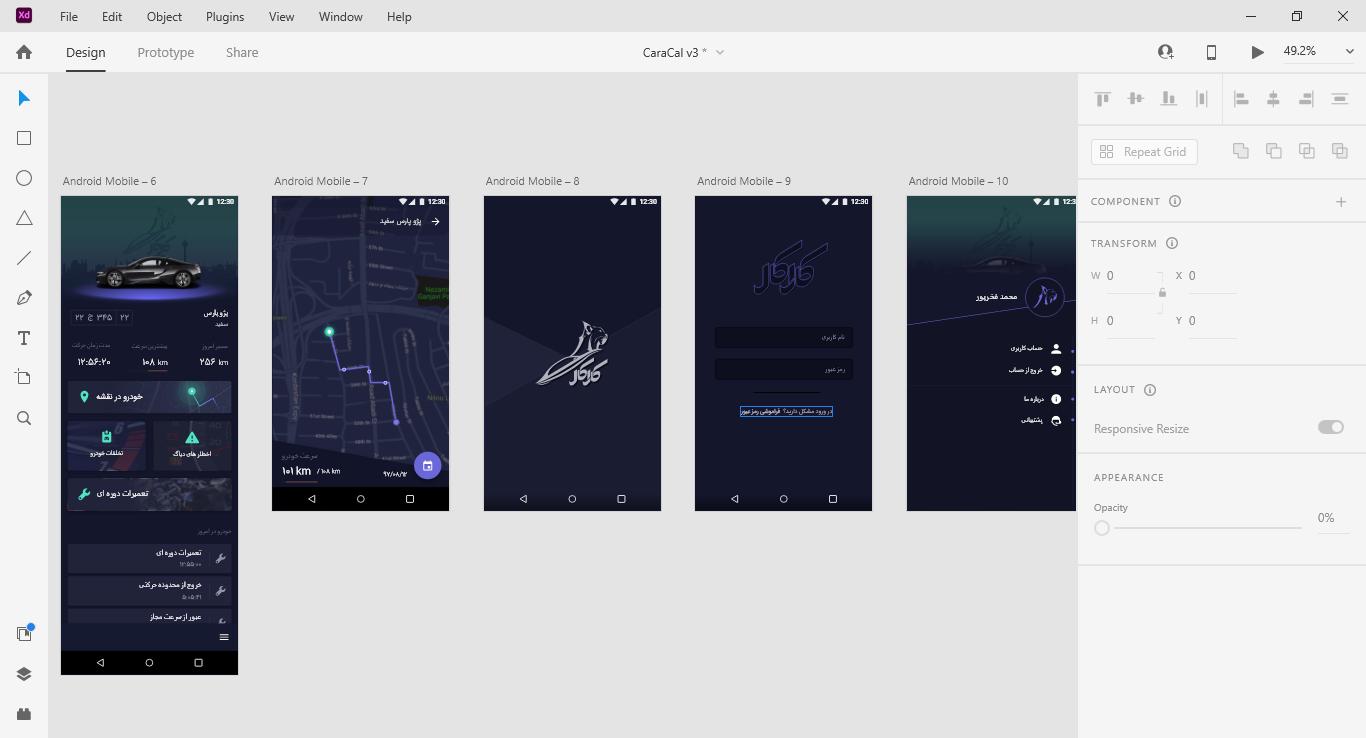 Xd
File Edit Object Plugins View Window Help
Design Prototype Share
CaraCal v3 *
49.2%
Android Mobile – 6
12:30
پژو پارس
سفید
۲۲ ج ۳۴۵ ۲۲
مسیر امروز
بیشترین سرعت
مدت زمان حرکت
۲۵۶ km
۱۰۸ km
۱۲:۵۶:۲۰
خودرو در نقشه
اخطار های دیاگ
تخلفات خودرو
تعمیرات دوره ای
خودرو در امروز
تعمیرات دوره ای
۱۲:۵۵:۰۰
خروج از محدوده حرکتی
۵:۰۵:۲۱
عبور از سرعت مجاز
Android Mobile – 7
12:30
پژو پارس سفید
Nezami
Ganjavi Pa
سرعت خودرو
۱۰۱ km / ۱۰۸ km
۹۷/۰۸/۱۲
Android Mobile – 8
12:30
کاراکال
Android Mobile – 9
12:30
کاراکال
نام کاربری
رمز عبور
در ورود مشکل دارید؟ فراموشی رمز عبور
Android Mobile – 10
12:3
محمد فخرپور
حساب کاربری
خروج از حساب
درباره ما
پشتیبانی
Repeat Grid
COMPONENT
TRANSFORM
W 0 X 0
H 0 Y 0
LAYOUT
Responsive Resize
APPEARANCE
Opacity
0%